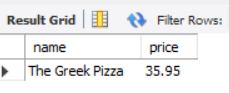 Result Grid Filter Rows:
name price
The Greek Pizza 35.95